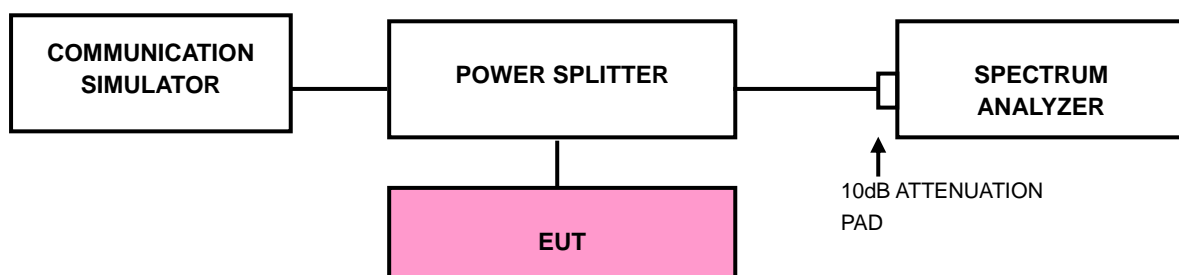 COMMUNICATION
SIMULATOR
POWER SPLITTER
SPECTRUM
ANALYZER
10dB ATTENUATION
PAD
EUT